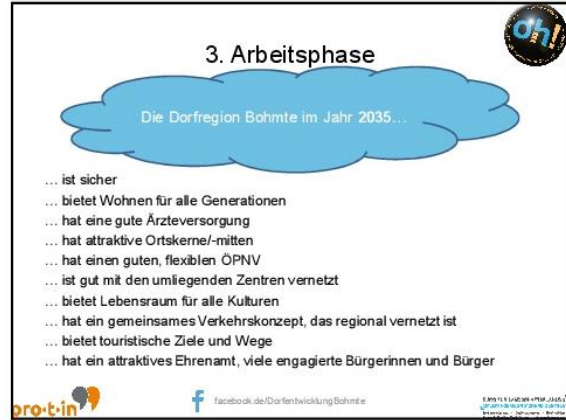 oh!
3. Arbeitsphase
Die Dorfregion Bohmte im Jahr 2035…
… ist sicher
… bietet Wohnen für alle Generationen
… hat eine gute Ärzteversorgung
… hat attraktive Ortskerne/-mitten
… hat einen guten, flexiblen ÖPNV
… ist gut mit den umliegenden Zentren vernetzt
… bietet Lebensraum für alle Kulturen
… hat ein gemeinsames Verkehrskonzept, das regional vernetzt ist
… bietet touristische Ziele und Wege
… hat ein attraktives Ehrenamt, viele engagierte Bürgerinnen und Bürger
pro-t-in
facebook.de/DorfentwicklungBohmte